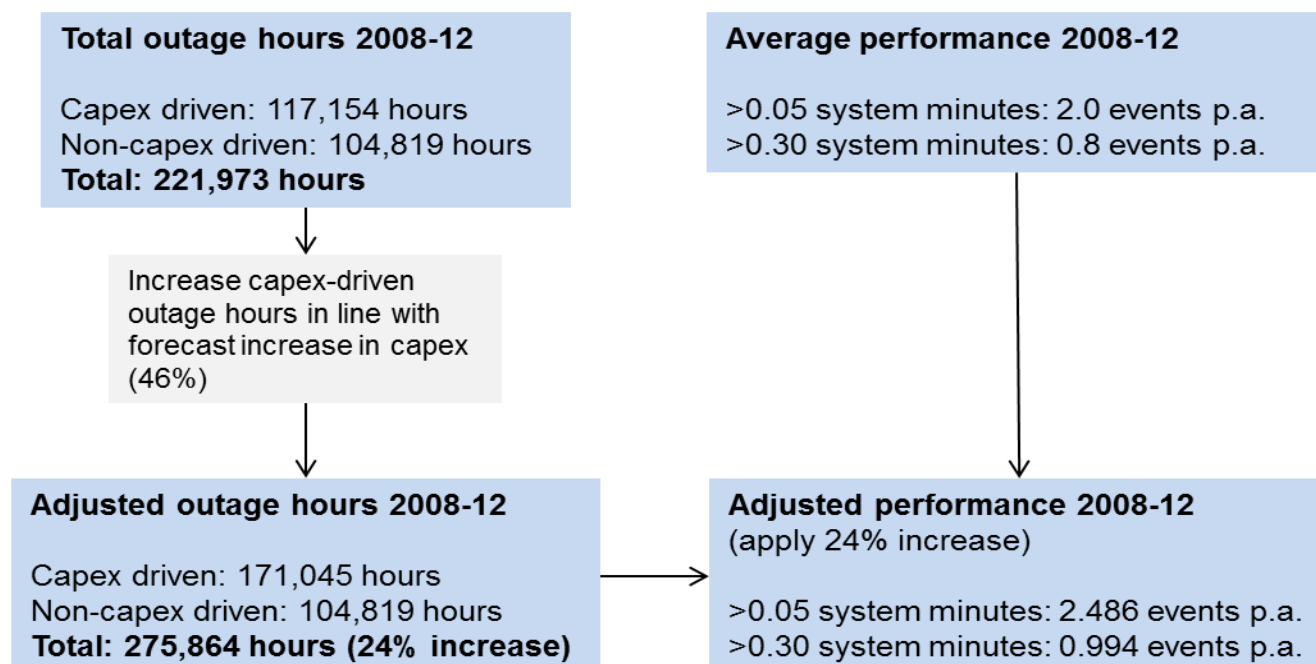 Total outage hours 2008-12
Capex driven: 117,154 hours
Non-capex driven: 104,819 hours
Total: 221,973 hours
Average performance 2008-12
>0.05 system minutes: 2.0 events p.a.
>0.30 system minutes: 0.8 events p.a.
Increase capex-driven
outage hours in line with
forecast increase in capex
(46%)
Adjusted outage hours 2008-12
Capex driven: 171,045 hours
Non-capex driven: 104,819 hours
Total: 275,864 hours (24% increase)
Adjusted performance 2008-12
(apply 24% increase)
>0.05 system minutes: 2.486 events p.a.
>0.30 system minutes: 0.994 events p.a.